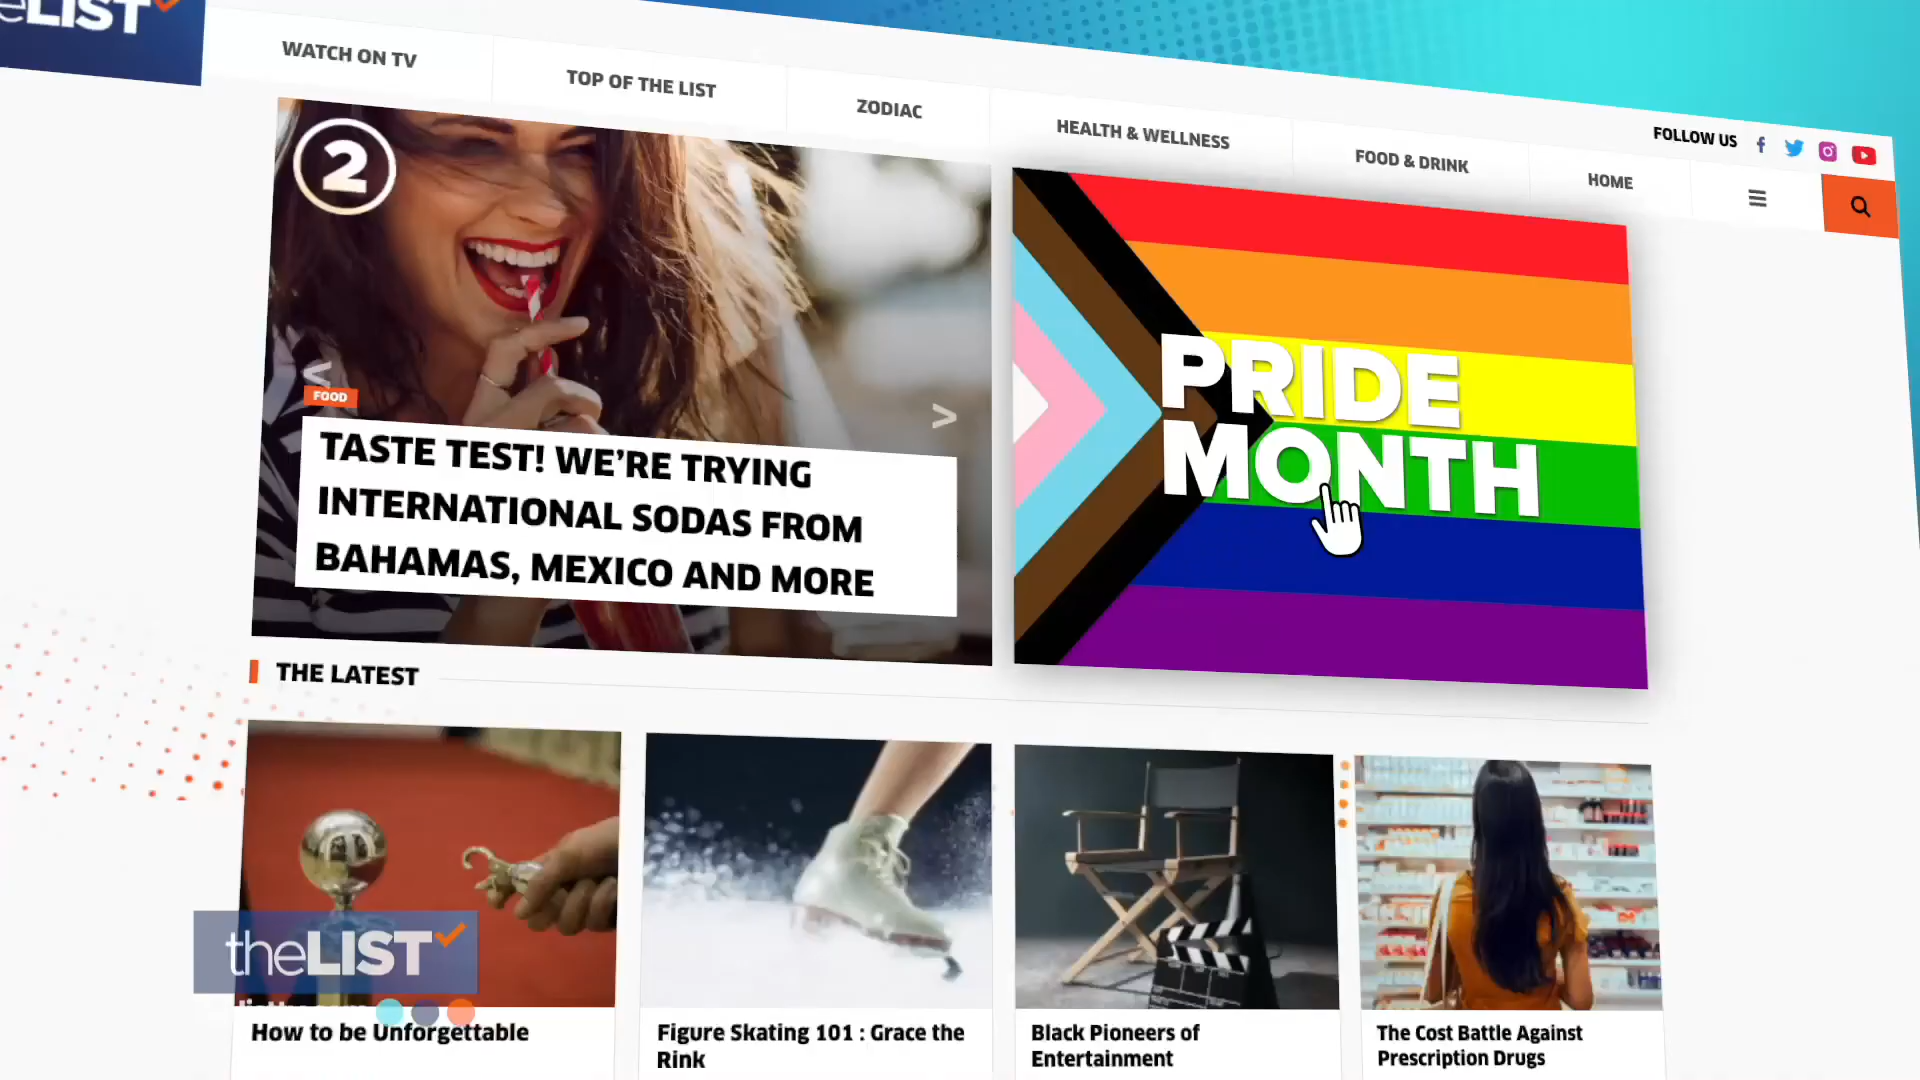 theLIST
WATCH ON TV
TOP OF THE LIST
ZODIAC
HEALTH & WELLNESS
FOOD & DRINK
HOME
FOLLOW US
2
<
>
FOOD
TASTE TEST! WE'RE TRYING
INTERNATIONAL SODAS FROM
BAHAMAS, MEXICO AND MORE
PRIDE
MONTH
THE LATEST
theLIST
How to be Unforgettable
Figure Skating 101 : Grace the
Rink
Black Pioneers of
Entertainment
The Cost Battle Against
Prescription Drugs